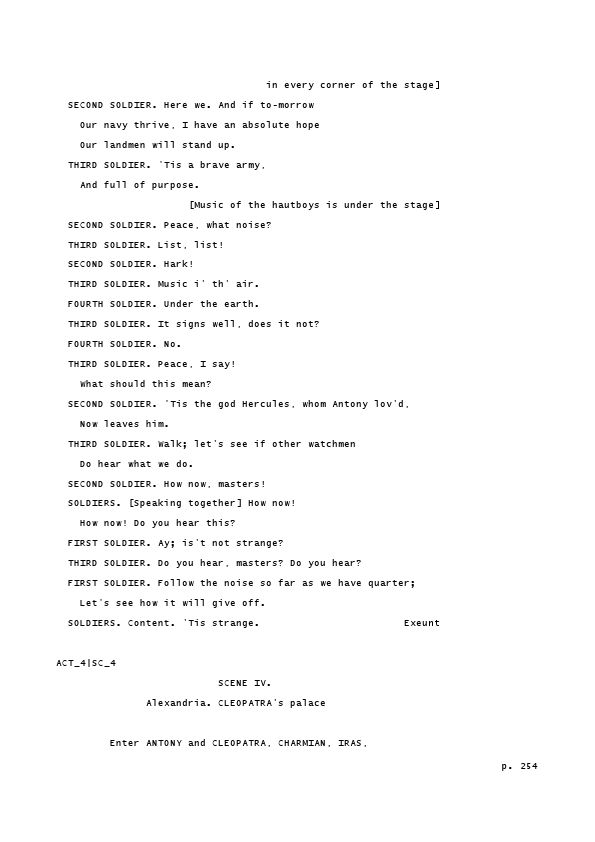 in every corner of the stage]
SECOND SOLDIER. Here we. And if to-morrow
Our navy thrive, I have an absolute hope
Our landmen will stand up.
THIRD SOLDIER. 'Tis a brave army,
And full of purpose.
[Music of the hautboys is under the stage]
SECOND SOLDIER. Peace, what noise?
THIRD SOLDIER. List, list!
SECOND SOLDIER. Hark!
THIRD SOLDIER. Music i' th' air.
FOURTH SOLDIER. Under the earth.
THIRD SOLDIER. It signs well, does it not?
FOURTH SOLDIER. No.
THIRD SOLDIER. Peace, I say!
What should this mean?
SECOND SOLDIER. 'Tis the god Hercules, whom Antony lov'd,
Now leaves him.
THIRD SOLDIER. Walk; let's see if other watchmen
Do hear what we do.
SECOND SOLDIER. How now, masters!
SOLDIERS. [Speaking together] How now!
How now! Do you hear this?
FIRST SOLDIER. Ay; is't not strange?
THIRD SOLDIER. Do you hear, masters? Do you hear?
FIRST SOLDIER. Follow the noise so far as we have quarter;
Let's see how it will give off.
SOLDIERS. Content. 'Tis strange. Exeunt
ACT_4|SC_4
SCENE IV.
Alexandria. CLEOPATRA's palace
Enter ANTONY and CLEOPATRA, CHARMIAN, IRAS,
p. 254